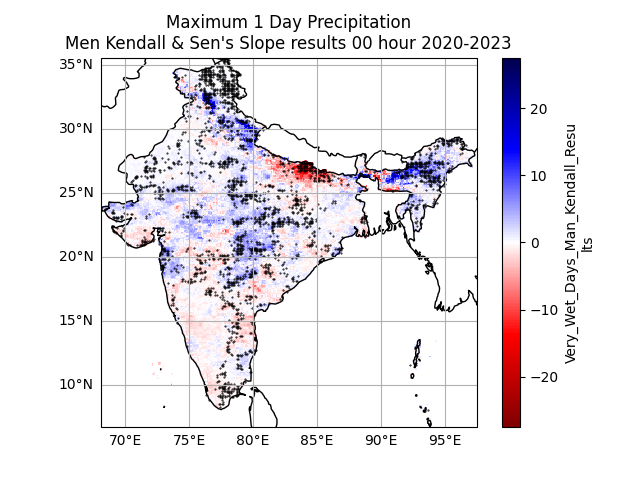 Maximum 1 Day Precipitation
Men Kendall & Sen's Slope results 00 hour 2020-2023
35°N
30°N
25°N
20°N
15°N
10°N
70°E 75°E 80°E 85°E 90°E 95°E
20
10
0
−10
−20
Very_Wet_Days_Man_Kendall_Resu
lts